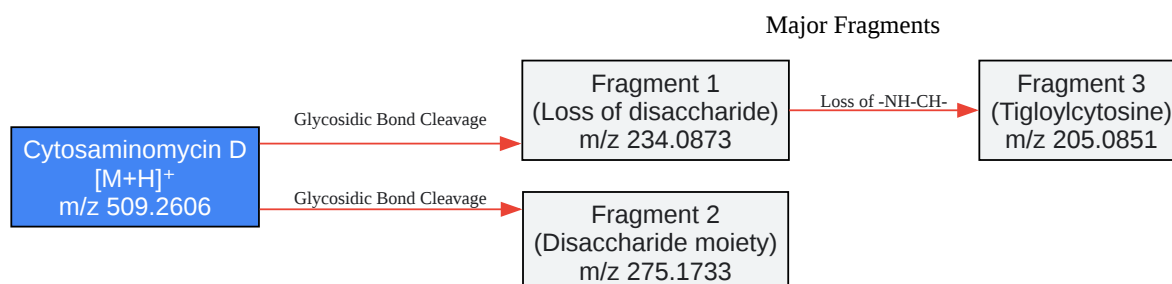 Major Fragments
Cytosaminomycin D
[M+H]⁺
m/z 509.2606
Glycosidic Bond Cleavage
Glycosidic Bond Cleavage
Fragment 1
(Loss of disaccharide)
m/z 234.0873
Loss of -NH-CH-
Fragment 3
(Tigloylcytosine)
m/z 205.0851
Fragment 2
(Disaccharide moiety)
m/z 275.1733